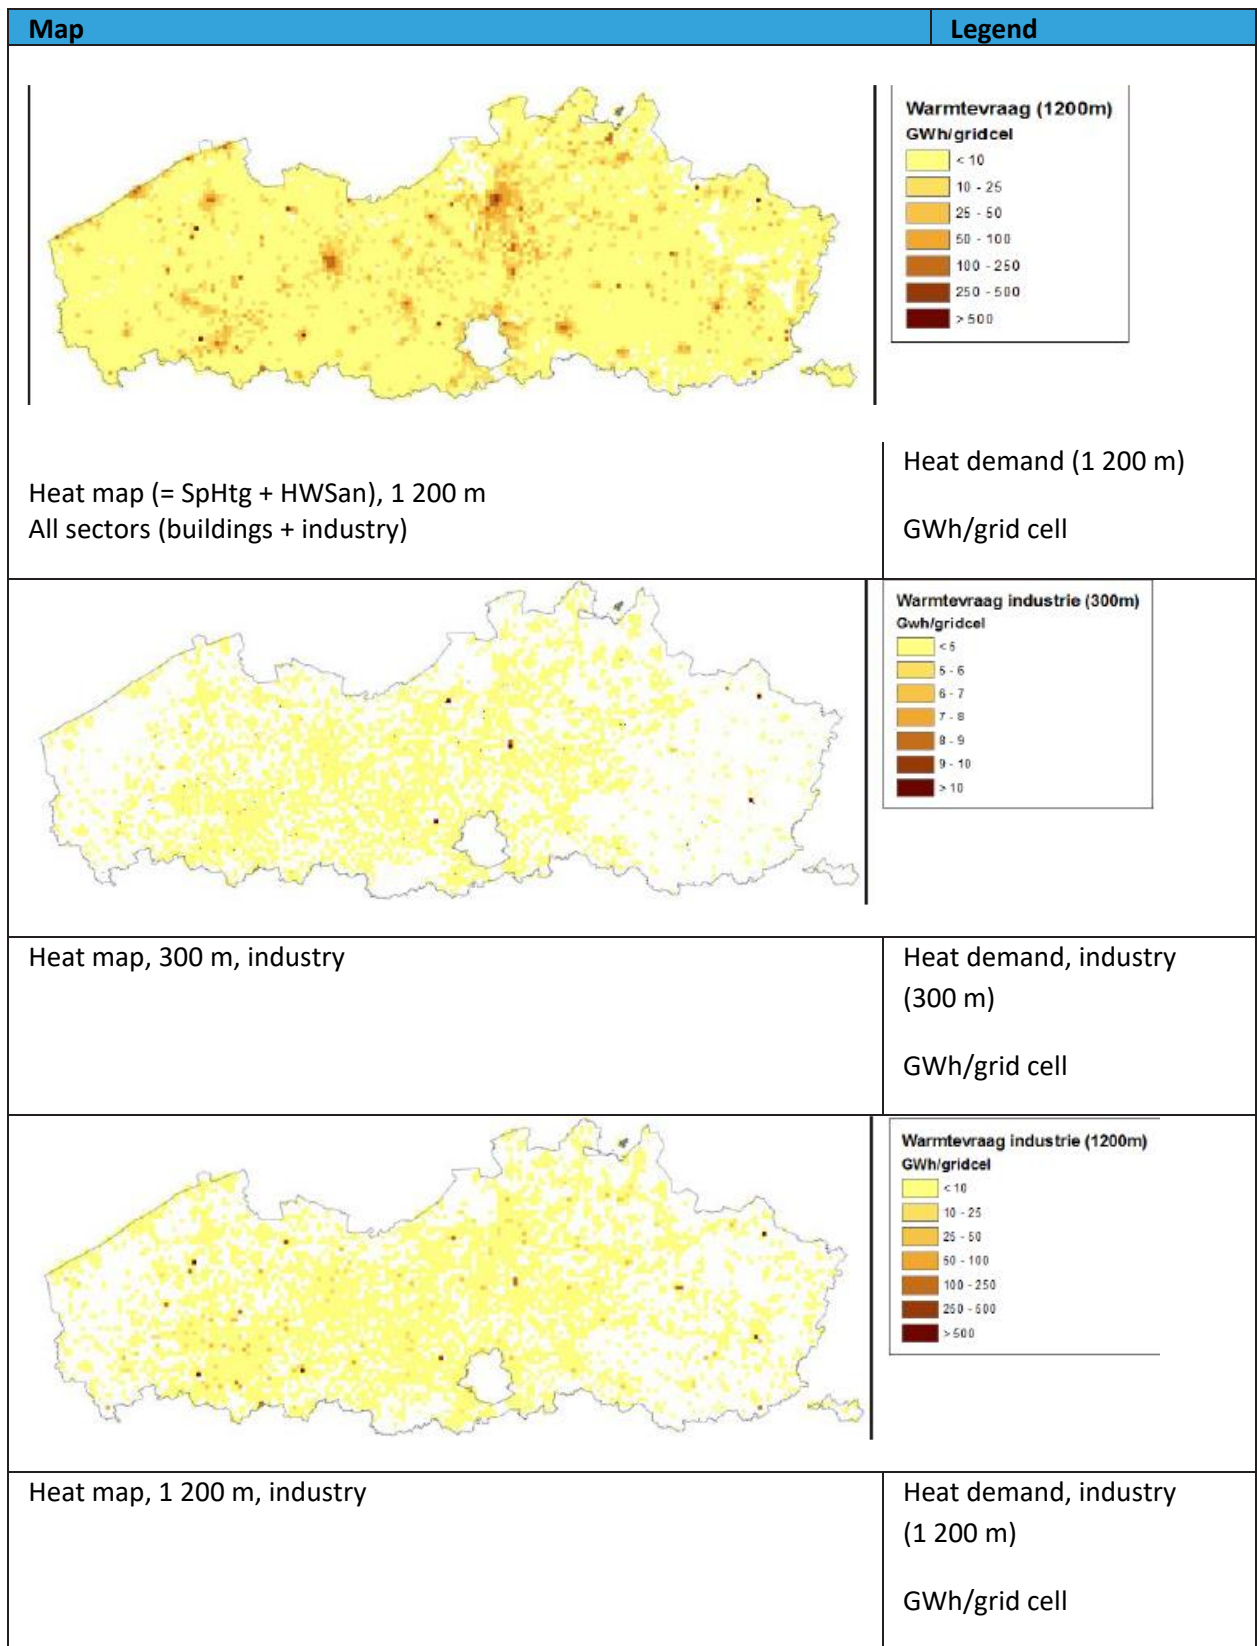 Map
Legend
Warmtevraag (1200m)
GWh/gridcel
< 10
10 - 25
25 - 50
50 - 100
100 - 250
250 - 500
> 500
Heat map (= SpHtg + HWSan), 1 200 m
All sectors (buildings + industry)
Heat demand (1 200 m)
GWh/grid cell
Warmtevraag industrie (300m)
Gwh/gridcel
< 5
5 - 6
6 - 7
7 - 8
8 - 9
9 - 10
> 10
Heat map, 300 m, industry
Heat demand, industry
(300 m)
GWh/grid cell
Warmtevraag industrie (1200m)
GWh/gridcel
< 10
10 - 25
25 - 50
50 - 100
100 - 250
250 - 500
> 500
Heat map, 1 200 m, industry
Heat demand, industry
(1 200 m)
GWh/grid cell